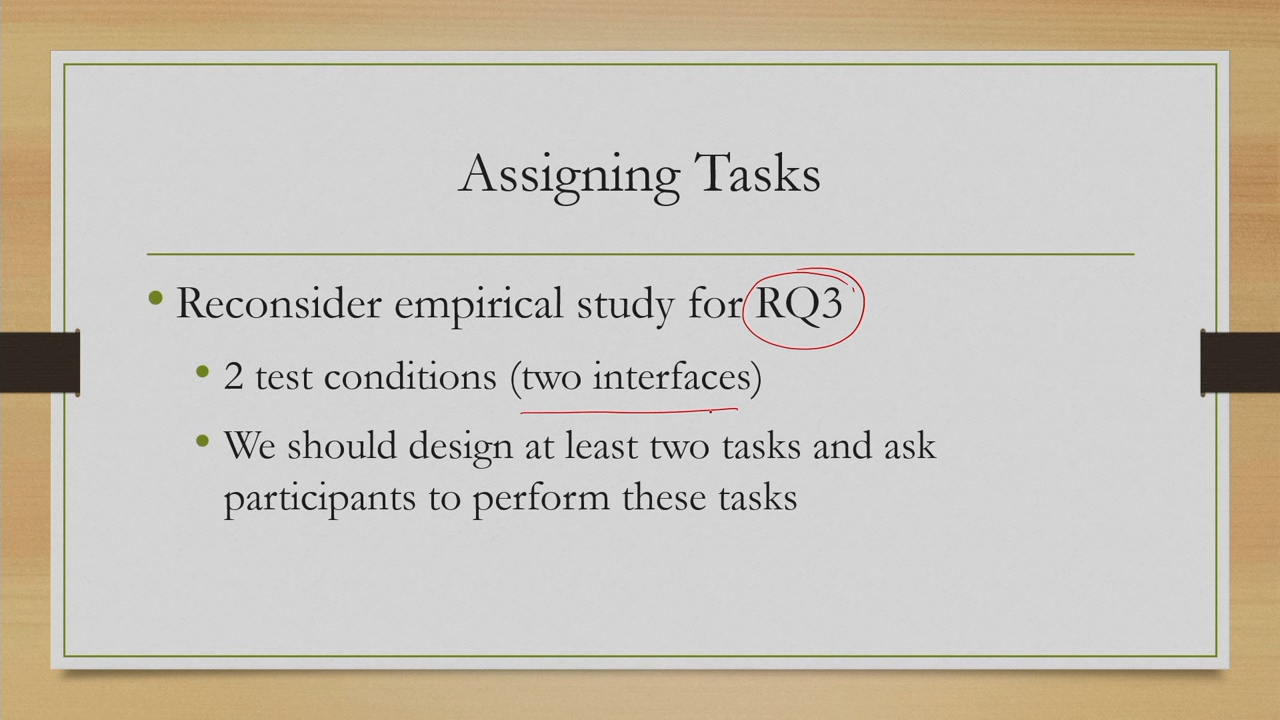 Assigning Tasks
• Reconsider empirical study for RQ3
• 2 test conditions (two interfaces)
• We should design at least two tasks and ask
participants to perform these tasks